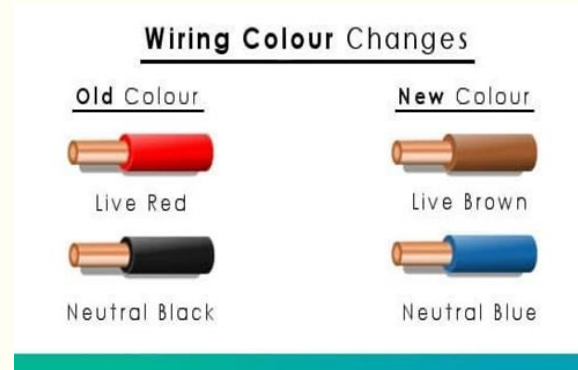 Wiring Colour Changes
Old Colour
New Colour
Live Red
Live Brown
Neutral Black
Neutral Blue